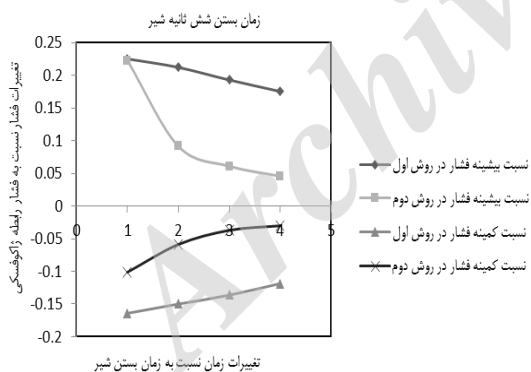 زمان بستن شش ثانیه شیر
تغییرات فشار نسبت به فشار رابطه ژاکوفسکی
0.25
0.2
0.15
0.1
0.05
0
-0.05
-0.1
-0.15
-0.2
0 1 2 3 4 5
نسبت بیشینه فشار در روش اول
نسبت بیشینه فشار در روش دوم
نسبت کمینه فشار در روش اول
نسبت کمینه فشار در روش دوم
تغییرات زمان نسبت به زمان بستن شیر
Archiv